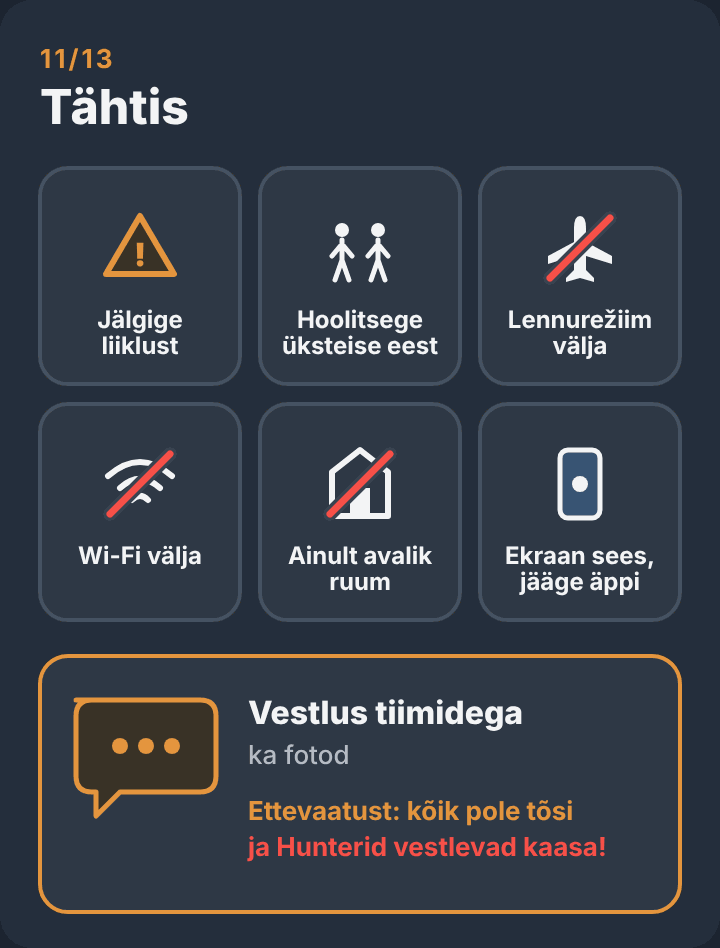 11/13
Tähtis
!
Jälgige
liiklust
Hoolitsege
üksteise eest
Lennurežiim
välja
Wi-Fi välja
Ainult avalik
ruum
Ekraan sees,
jääge äppi
Vestlus tiimidega
ka fotod
Ettevaatust: kõik pole tõsi
ja Hunterid vestlevad kaasa!